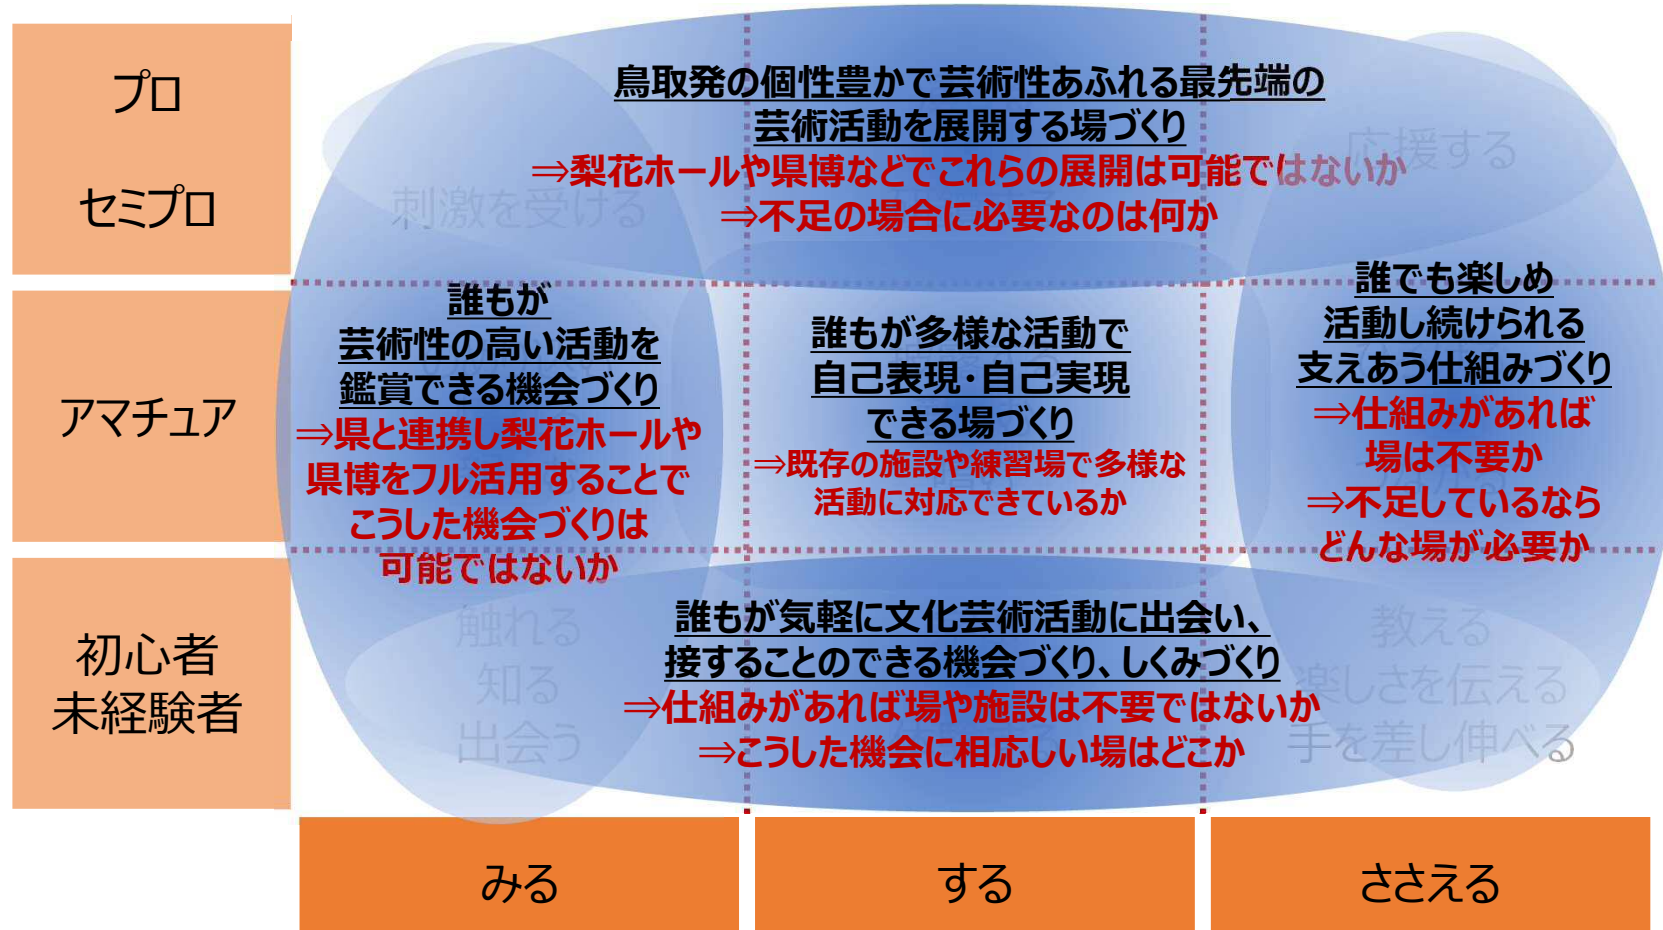 プロ
セミプロ
鳥取発の個性豊かで芸術性あふれる最先端の
芸術活動を展開する場づくり
⇒梨花ホールや県博などでこれらの展開は可能ではないか
⇒不足の場合に必要なのは何か
刺激を受ける
応援する
アマチュア
誰もが
芸術性の高い活動を
鑑賞できる機会づくり
⇒県と連携し梨花ホールや
県博をフル活用することで
こうした機会づくりは
可能ではないか
誰もが多様な活動で
自己表現・自己実現
できる場づくり
⇒既存の施設や練習場で多様な
活動に対応できているか
誰でも楽しめ
活動し続けられる
支えあう仕組みづくり
⇒仕組みがあれば
場は不要か
⇒不足しているなら
どんな場が必要か
初心者
未経験者
触れる
知る
出会う
誰もが気軽に文化芸術活動に出会い、
接することのできる機会づくり、しくみづくり
⇒仕組みがあれば場や施設は不要ではないか
⇒こうした機会に相応しい場はどこか
教える
楽しさを伝える
手を差し伸べる
みる
する
ささえる